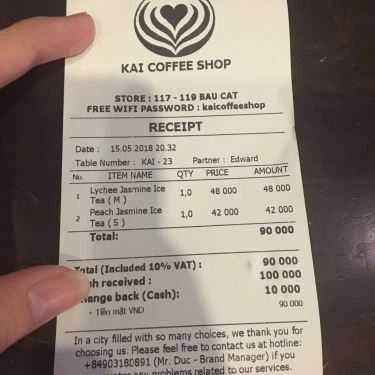 KAI COFFEE SHOP
STORE : 117 - 119 BAU CAT
FREE WIFI PASSWORD : kaicoffeeshop
RECEIPT
Date : 15.05.2018 20.32
Table Number : KAI - 23 Partner : Edward
No. ITEM NAME QTY PRICE AMOUNT
1 Lychee Jasmine Ice Tea ( M ) 1,0 48 000 48 000
2 Peach Jasmine Ice Tea ( S ) 1,0 42 000 42 000
Total: 90 000
Total (Included 10% VAT) : 90 000
received : 100 000
hange back (Cash): 10 000
+ Tiền mặt VND 90 000
In a city filled with so many choices, we thank you for
choosing us. Please feel free to contact us at hotline:
+84903180891 (Mr. Duc - Brand Manager) if you
any problems related to our services.